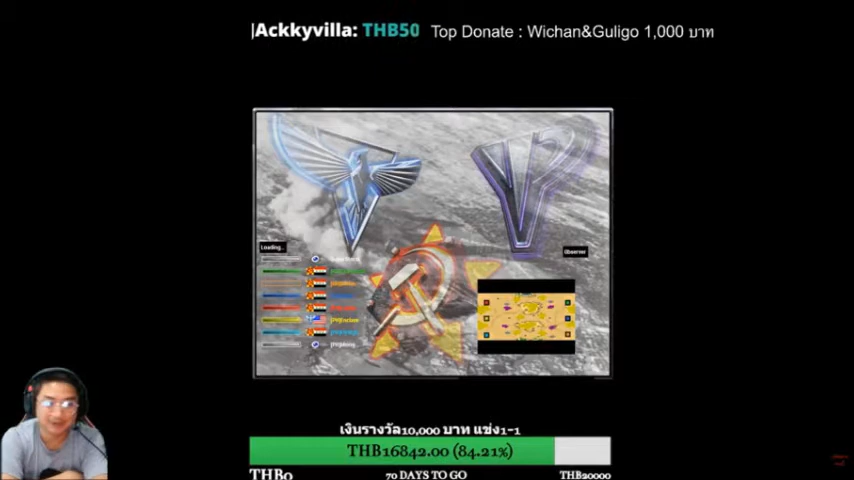 Ackkyvilla: THB50 Top Donate : Wichan&Guligo 1,000 บาท
Loading..
Observer
เงินรางวัล10,000 บาท แข่ง1-1
THB16842.00 (84.21%)
THB0 70 DAYS TO GO THB20000